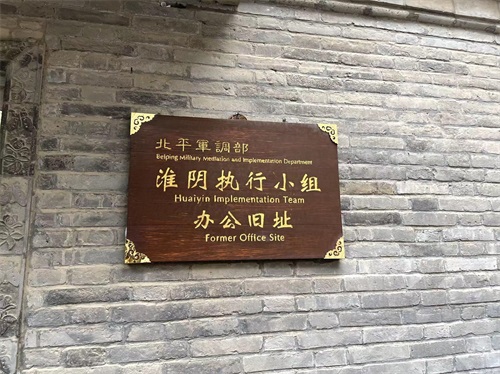 北平軍調部
Beiping Military Mediation and Implementation Department
淮阴执行小组
Huaiyin Implementation Team
办公旧址
Former Office Site